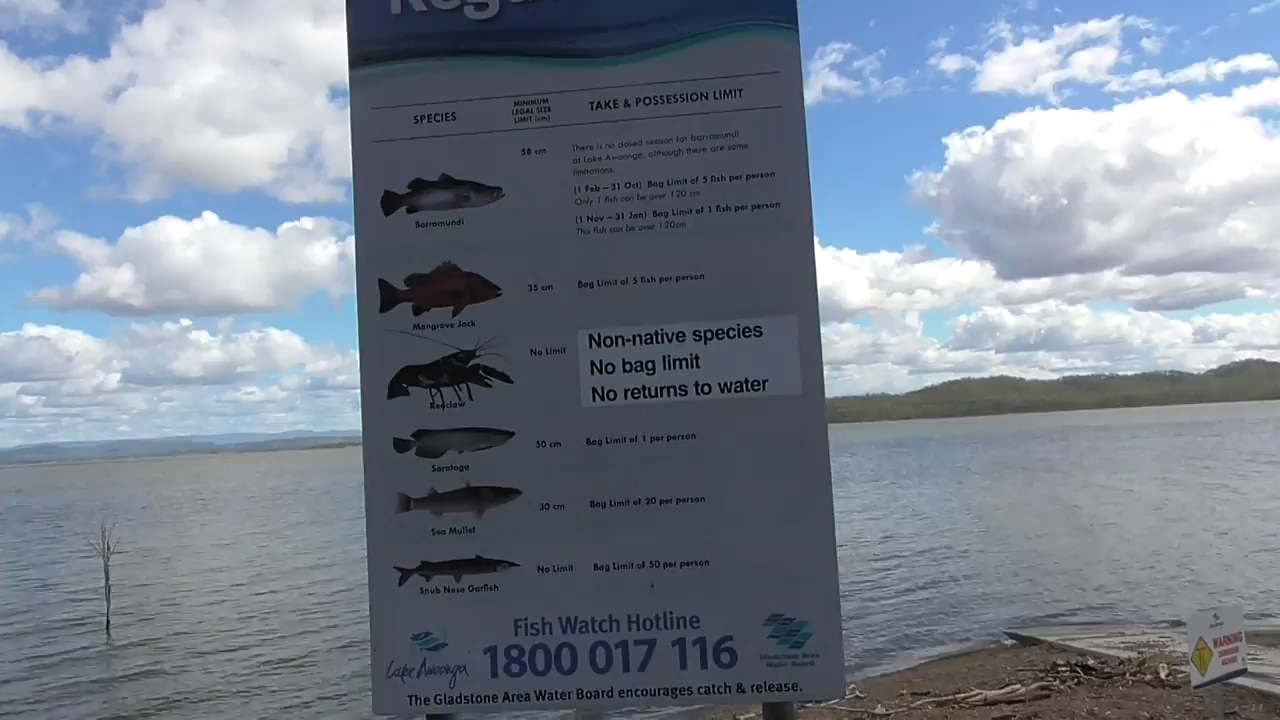 SPECIES
MINIMUM
LEGAL SIZE
LIMIT (cm)
TAKE & POSSESSION LIMIT
58 cm
There is no closed season for barramundi
at Lake Awoonga, although there are some
limitations.
(1 Feb – 31 Oct) Bag Limit of 5 fish per person
Only 1 fish can be over 120 cm
(1 Nov – 31 Jan) Bag Limit of 1 fish per person
This fish can be over 120cm
Barramundi
35 cm
Bag Limit of 5 fish per person
Mangrove Jack
No Limit
Non-native species
No bag limit
No returns to water
Redclaw
50 cm
Bag Limit of 1 per person
Saratoga
30 cm
Bag Limit of 20 per person
Sea Mullet
No Limit
Bag Limit of 50 per person
Snub Nose Garfish
Fish Watch Hotline
1800 017 116
Lake Awoonga
Gladstone Area
Water Board
The Gladstone Area Water Board encourages catch & release.
WARNING